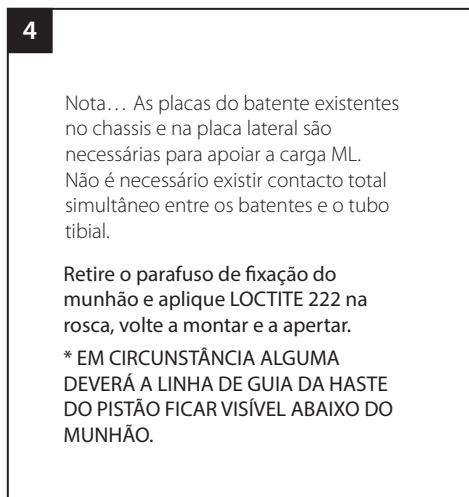 4
Nota… As placas do batente existentes
no chassis e na placa lateral são
necessárias para apoiar a carga ML.
Não é necessário existir contacto total
simultâneo entre os batentes e o tubo
tibial.
Retire o parafuso de fixação do
munhão e aplique LOCTITE 222 na
rosca, volte a montar e a apertar.
* EM CIRCUNSTÂNCIA ALGUMA
DEVERÁ A LINHA DE GUIA DA HASTE
DO PISTÃO FICAR VISÍVEL ABAIXO DO
MUNHÃO.